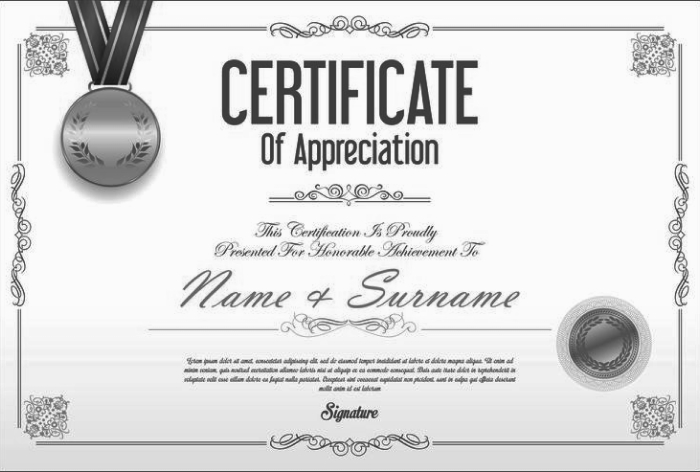 CERTIFICATE
Of Appreciation
This Certification Is Proudly
Presented For Honorable Achievement To
Name & Surname
Lorem ipsum dolor sit amet, consectetur adipisicing elit, sed do eiusmod tempor incididunt ut labore et dolore magna aliqua. Ut enim ad
minim veniam, quis nostrud exercitation ullamco laboris nisi ut aliquip ex ea commodo consequat. Duis aute irure dolor in reprehenderit in
voluptate velit esse cillum dolore eu fugiat nulla pariatur. Excepteur sint occaecat cupidatat non proident, sunt in culpa qui officia deserunt
mollit anim id est laborum
Signature